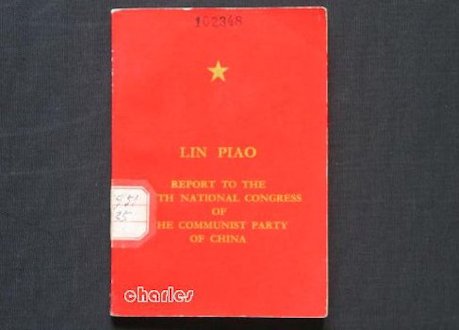 102348
LIN PIAO
REPORT TO THE
TH NATIONAL CONGRESS
OF
HE COMMUNIST PARTY
OF CHINA
charles